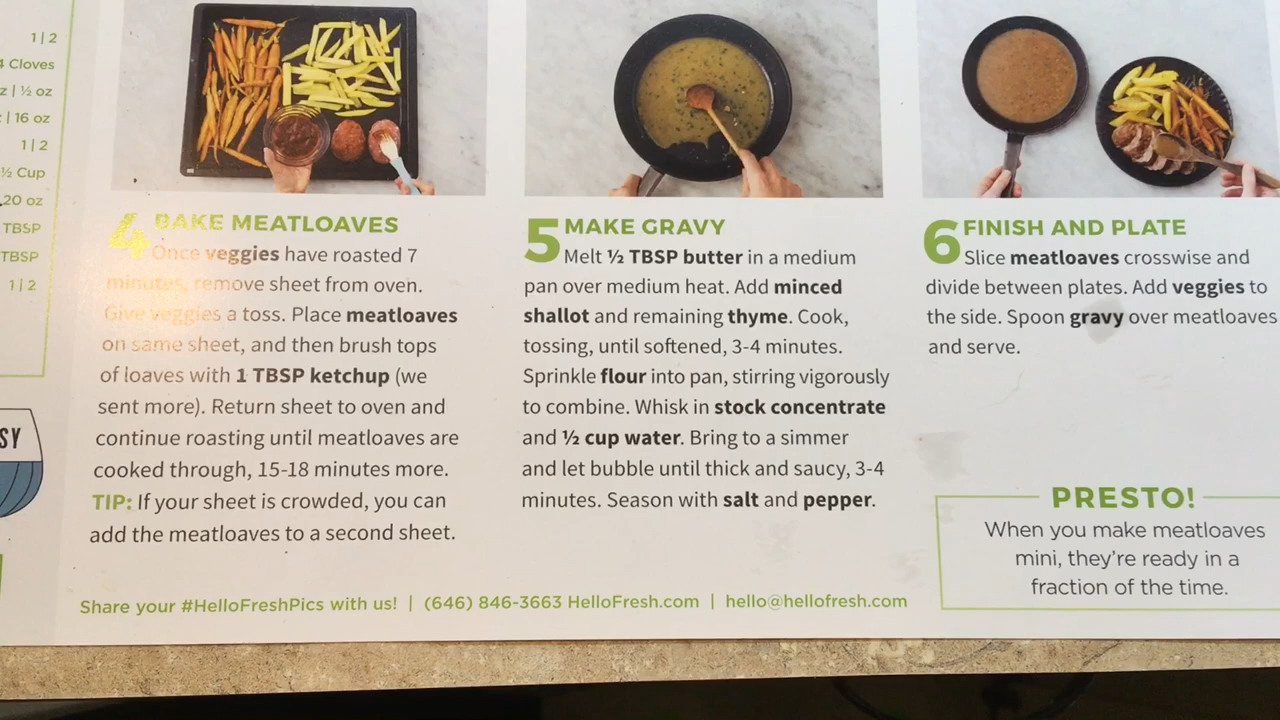 1 | 2
4 Cloves
z | ½ oz
| 16 oz
1 | 2
½ Cup
20 oz
TBSP
TBSP
1 | 2
SY
4 BAKE MEATLOAVES
Once veggies have roasted 7
minutes, remove sheet from oven.
Give veggies a toss. Place meatloaves
on same sheet, and then brush tops
of loaves with 1 TBSP ketchup (we
sent more). Return sheet to oven and
continue roasting until meatloaves are
cooked through, 15-18 minutes more.
TIP: If your sheet is crowded, you can
add the meatloaves to a second sheet.
5 MAKE GRAVY
Melt ½ TBSP butter in a medium
pan over medium heat. Add minced
shallot and remaining thyme. Cook,
tossing, until softened, 3-4 minutes.
Sprinkle flour into pan, stirring vigorously
to combine. Whisk in stock concentrate
and ½ cup water. Bring to a simmer
and let bubble until thick and saucy, 3-4
minutes. Season with salt and pepper.
6 FINISH AND PLATE
Slice meatloaves crosswise and
divide between plates. Add veggies to
the side. Spoon gravy over meatloaves
and serve.
PRESTO!
When you make meatloaves
mini, they're ready in a
fraction of the time.
Share your #HelloFreshPics with us! | (646) 846-3663 HelloFresh.com | hello@hellofresh.com